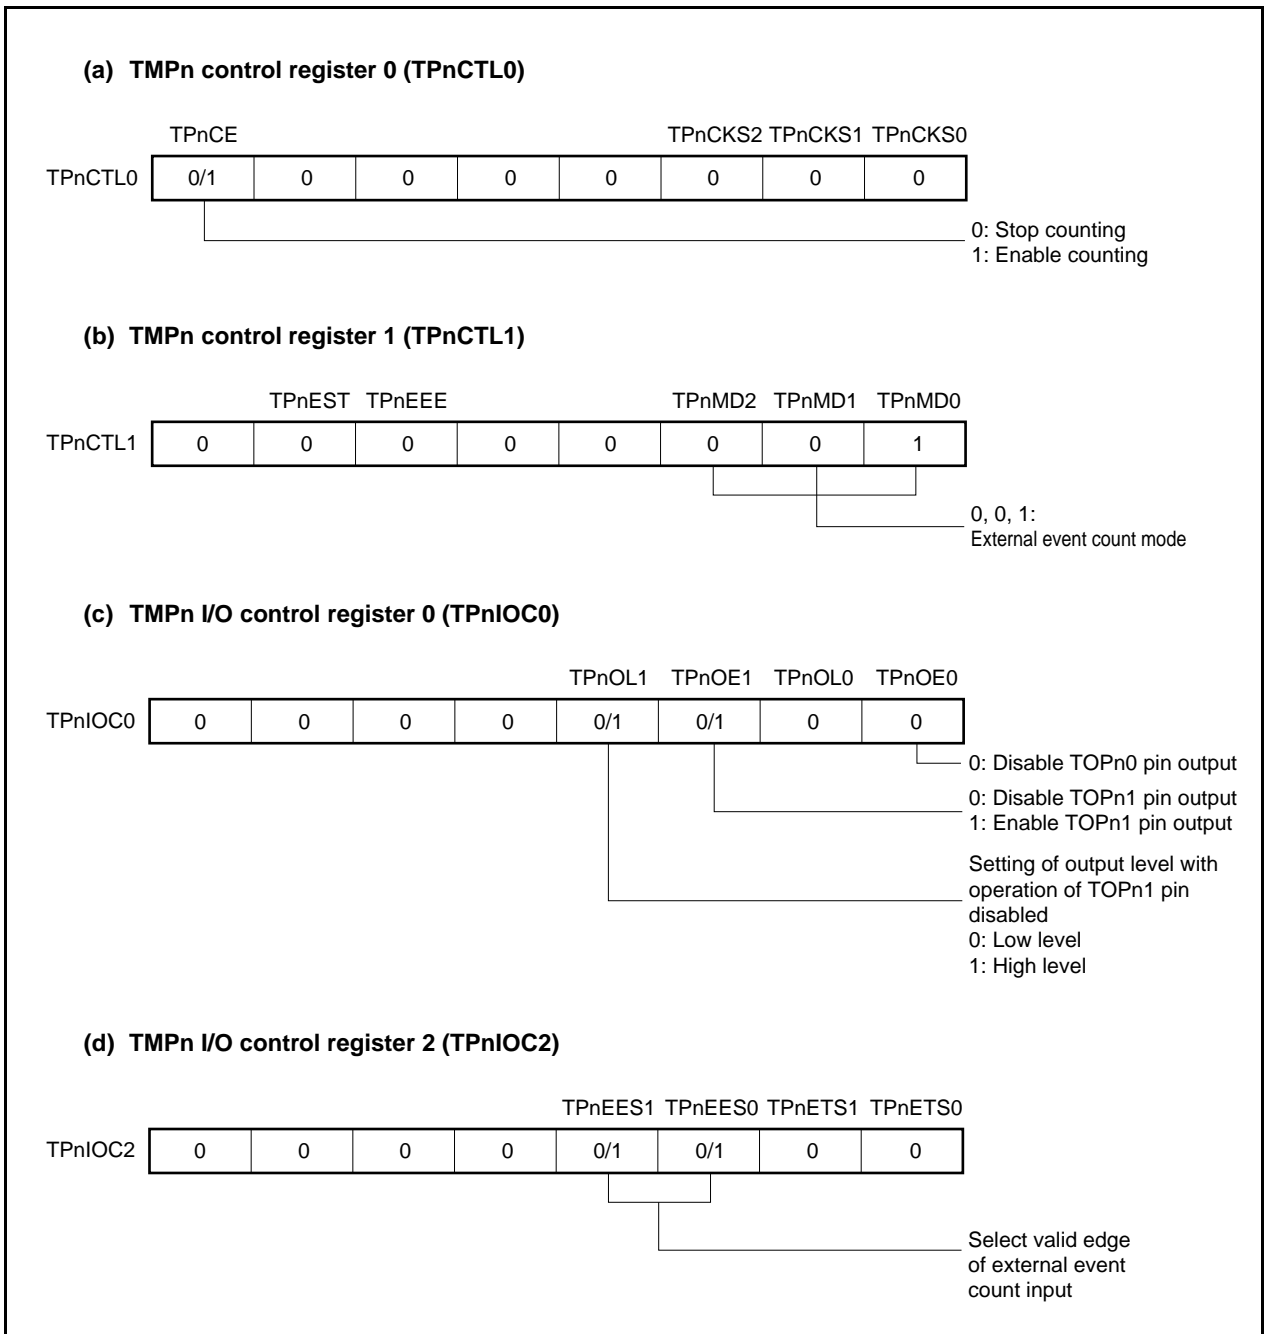 (a) TMPn control register 0 (TPnCTL0)
TPnCE TPnCKS2 TPnCKS1 TPnCKS0
TPnCTL0 0/1 0 0 0 0 0 0 0
0: Stop counting
1: Enable counting
(b) TMPn control register 1 (TPnCTL1)
TPnEST TPnEEE TPnMD2 TPnMD1 TPnMD0
TPnCTL1 0 0 0 0 0 0 0 1
0, 0, 1:
External event count mode
(c) TMPn I/O control register 0 (TPnIOC0)
TPnOL1 TPnOE1 TPnOL0 TPnOE0
TPnIOC0 0 0 0 0 0/1 0/1 0 0
0: Disable TOPn0 pin output
0: Disable TOPn1 pin output
1: Enable TOPn1 pin output
Setting of output level with
operation of TOPn1 pin
disabled
0: Low level
1: High level
(d) TMPn I/O control register 2 (TPnIOC2)
TPnEES1 TPnEES0 TPnETS1 TPnETS0
TPnIOC2 0 0 0 0 0/1 0/1 0 0
Select valid edge
of external event
count input